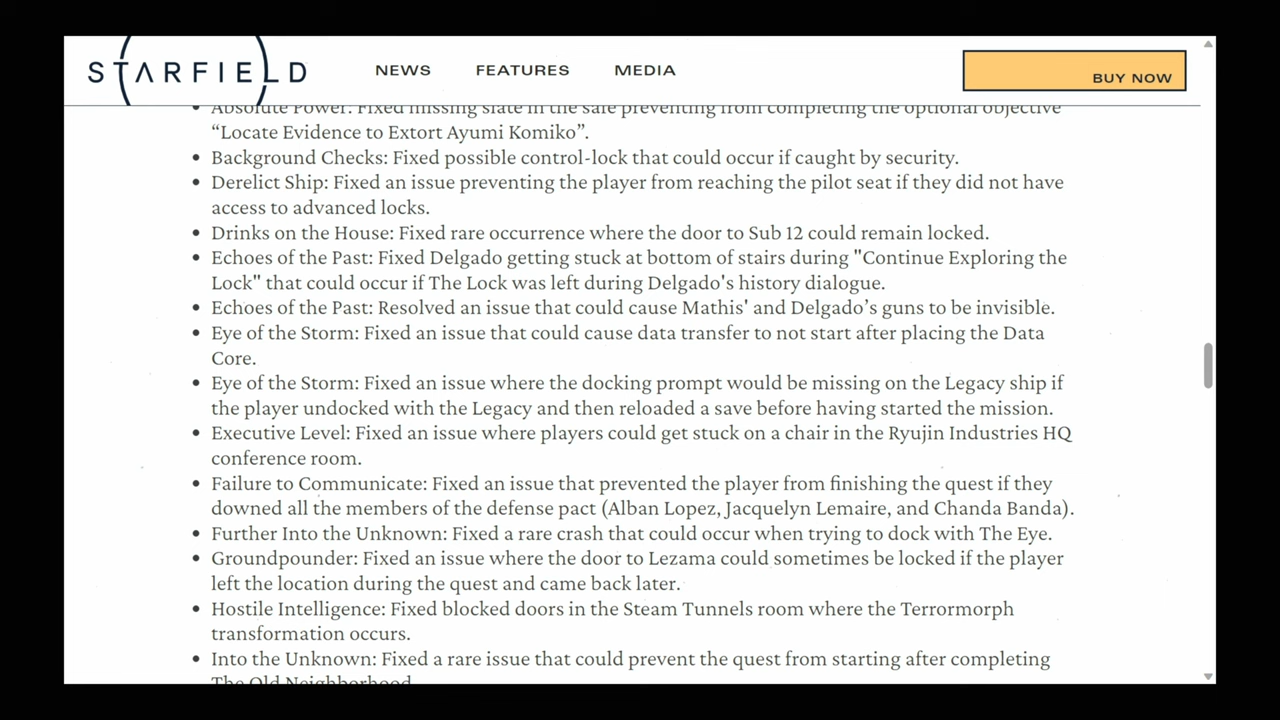 STARFIELD
NEWS FEATURES MEDIA
BUY NOW
Absolute Power: Fixed missing slate in the safe preventing from completing the optional objective
“Locate Evidence to Extort Ayumi Komiko”.
• Background Checks: Fixed possible control-lock that could occur if caught by security.
• Derelict Ship: Fixed an issue preventing the player from reaching the pilot seat if they did not have
access to advanced locks.
• Drinks on the House: Fixed rare occurrence where the door to Sub 12 could remain locked.
• Echoes of the Past: Fixed Delgado getting stuck at bottom of stairs during "Continue Exploring the
Lock" that could occur if The Lock was left during Delgado's history dialogue.
• Echoes of the Past: Resolved an issue that could cause Mathis' and Delgado’s guns to be invisible.
• Eye of the Storm: Fixed an issue that could cause data transfer to not start after placing the Data
Core.
• Eye of the Storm: Fixed an issue where the docking prompt would be missing on the Legacy ship if
the player undocked with the Legacy and then reloaded a save before having started the mission.
• Executive Level: Fixed an issue where players could get stuck on a chair in the Ryujin Industries HQ
conference room.
• Failure to Communicate: Fixed an issue that prevented the player from finishing the quest if they
downed all the members of the defense pact (Alban Lopez, Jacquelyn Lemaire, and Chanda Banda).
• Further Into the Unknown: Fixed a rare crash that could occur when trying to dock with The Eye.
• Groundpounder: Fixed an issue where the door to Lezama could sometimes be locked if the player
left the location during the quest and came back later.
• Hostile Intelligence: Fixed blocked doors in the Steam Tunnels room where the Terrormorph
transformation occurs.
• Into the Unknown: Fixed a rare issue that could prevent the quest from starting after completing
The Old Neighborhood.